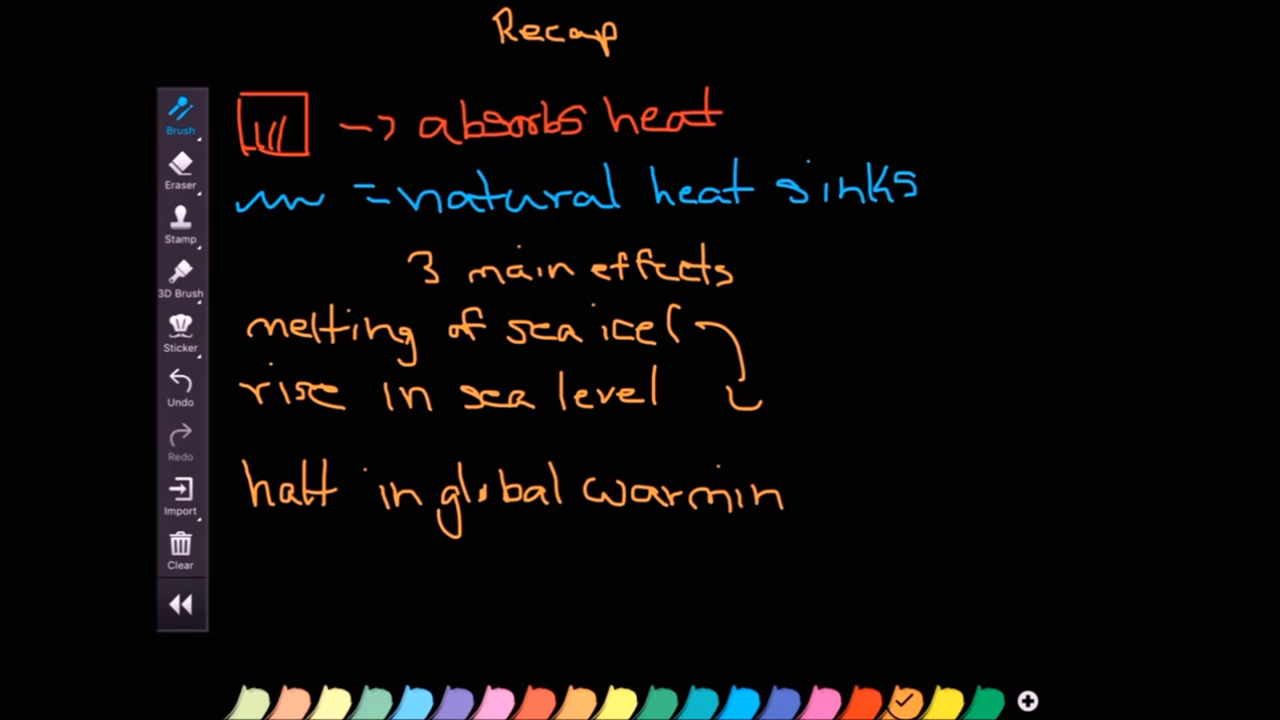 Recap
Brush
→ absorbs heat
Eraser
= natural heat sinks
Stamp
3 main effects
3D Brush
melting of sea ice(
Sticker
rise in sea level
Undo
Redo
halt in global warmin
Import
Clear